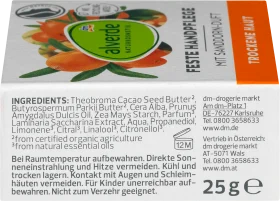 alverde
NATURKOSMETIK
FESTE HANDPFLEGE
MIT SANDDORN-DUFT
TROCKENE HAUT
INGREDIENTS: Theobroma Cacao Seed Butter²,
Butyrospermum Parkii Butter², Cera Alba, Prunus
Amygdalus Dulcis Oil, Zea Mays Starch, Parfum³,
Laminaria Saccharina Extract, Aqua, Propanediol,
Limonene³, Citral³, Linalool³, Citronellol³.
²from certified organic agriculture
³from natural essential oils
12M
dm-drogerie markt
Am dm-Platz 1
DE-76227 Karlsruhe
Tel. 0800 3658633
www.dm.de
Vertrieb in Österreich:
dm drogerie markt
AT-5071 Wals
Tel. 0800 3658633
www.dm.at
Bei Raumtemperatur aufbewahren. Direkte Son-
neneinstrahlung und Hitze vermeiden. Kühl und
trocken lagern. Kontakt mit Augen und Schleim-
häuten vermeiden. Für Kinder unerreichbar auf-
bewahren. Nicht zum Verzehr geeignet.
25 g e